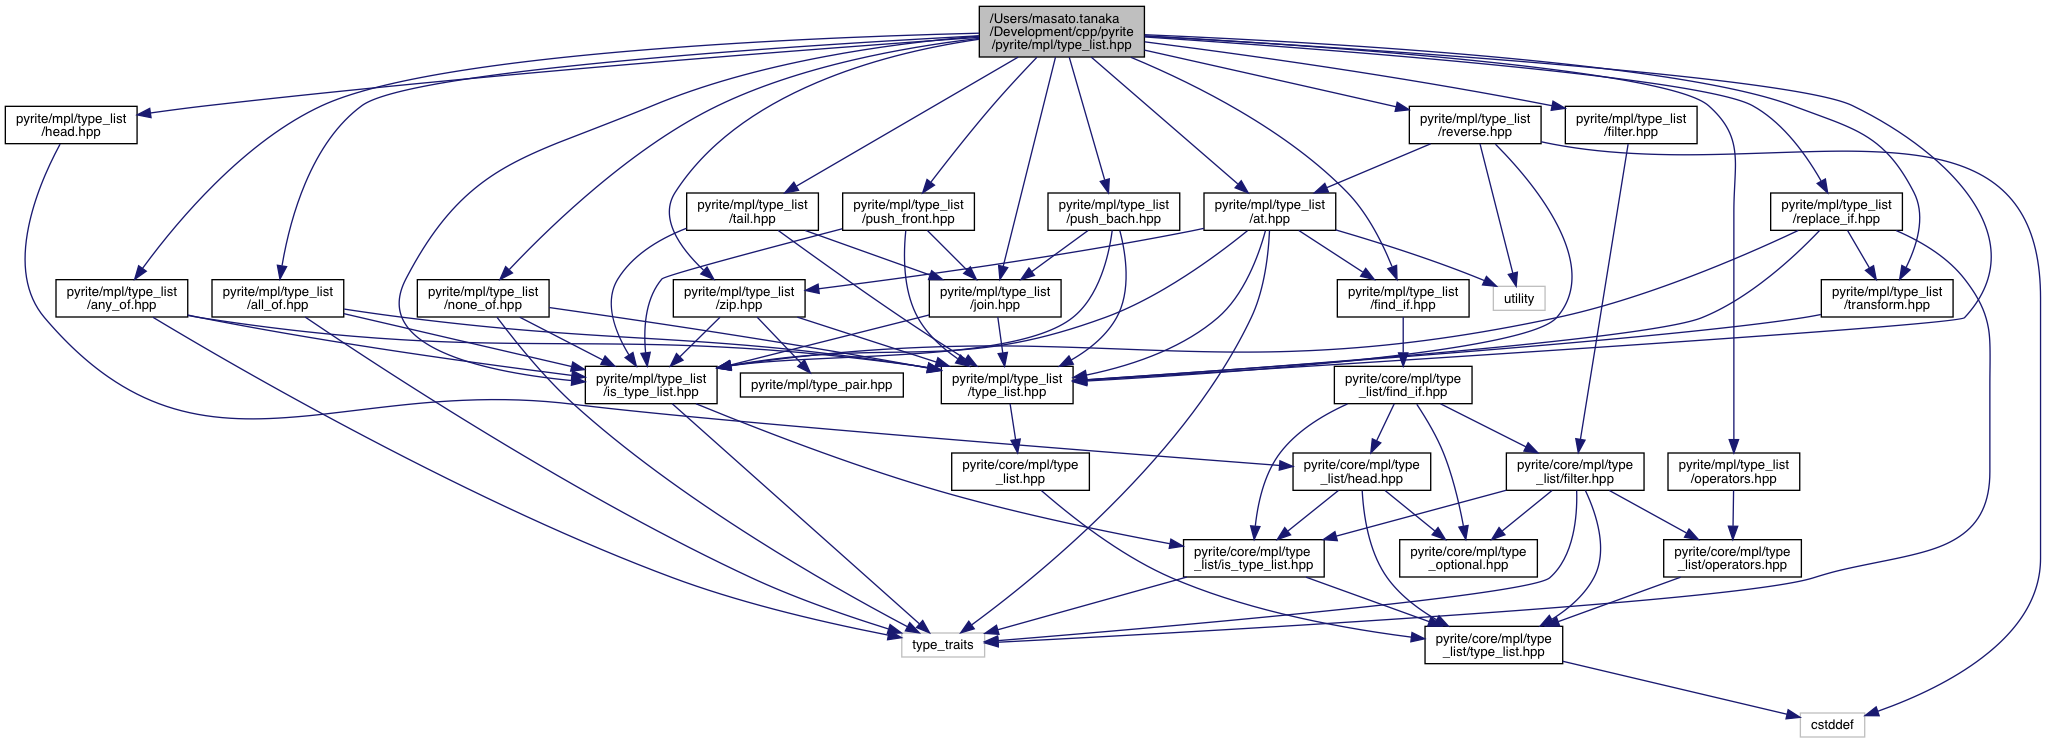 /Users/masato.tanaka
/Development/cpp/pyrite
/pyrite/mpl/type_list.hpp
pyrite/mpl/type_list
/head.hpp
pyrite/mpl/type_list
/reverse.hpp
pyrite/mpl/type_list
/filter.hpp
pyrite/mpl/type_list
/tail.hpp
pyrite/mpl/type_list
/push_front.hpp
pyrite/mpl/type_list
/push_bach.hpp
pyrite/mpl/type_list
/at.hpp
pyrite/mpl/type_list
/replace_if.hpp
pyrite/mpl/type_list
/any_of.hpp
pyrite/mpl/type_list
/all_of.hpp
pyrite/mpl/type_list
/none_of.hpp
pyrite/mpl/type_list
/zip.hpp
pyrite/mpl/type_list
/join.hpp
pyrite/mpl/type_list
/find_if.hpp
utility
pyrite/mpl/type_list
/transform.hpp
pyrite/mpl/type_list
/is_type_list.hpp
pyrite/mpl/type_pair.hpp
pyrite/mpl/type_list
/type_list.hpp
pyrite/core/mpl/type
_list/find_if.hpp
pyrite/core/mpl/type
_list.hpp
pyrite/core/mpl/type
_list/head.hpp
pyrite/core/mpl/type
_list/filter.hpp
pyrite/mpl/type_list
/operators.hpp
pyrite/core/mpl/type
_list/is_type_list.hpp
pyrite/core/mpl/type
_optional.hpp
pyrite/core/mpl/type
_list/operators.hpp
type_traits
pyrite/core/mpl/type
_list/type_list.hpp
cstddef